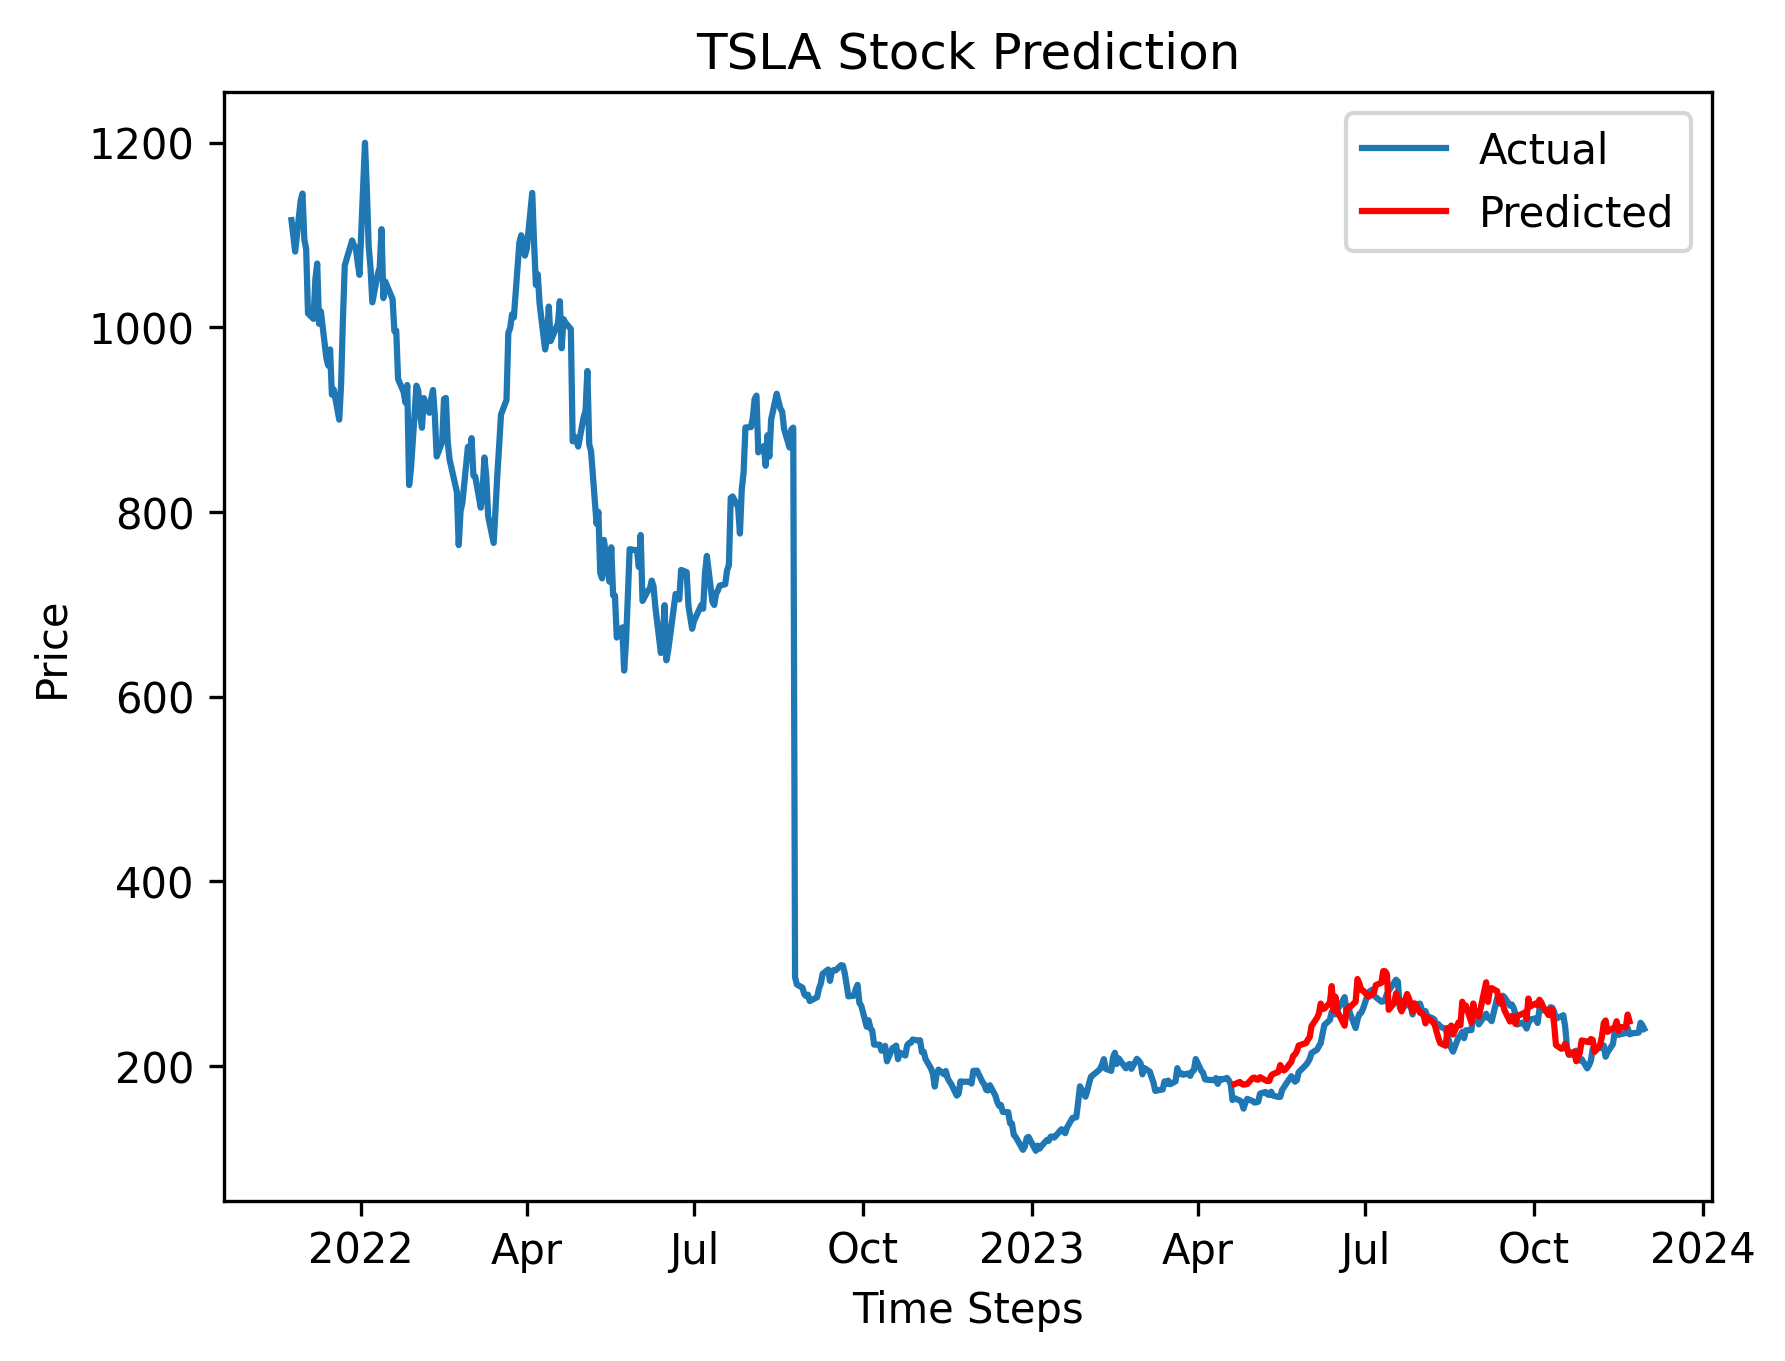 TSLA Stock Prediction
Actual
Predicted
1200
1000
800
600
400
200
Price
2022 Apr Jul Oct 2023 Apr Jul Oct 2024
Time Steps